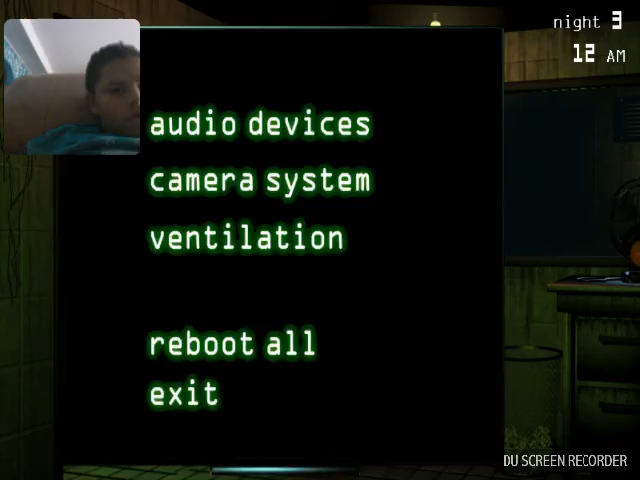 night 3
12 AM
audio devices
camera system
ventilation
reboot all
exit
DU SCREEN RECORDER